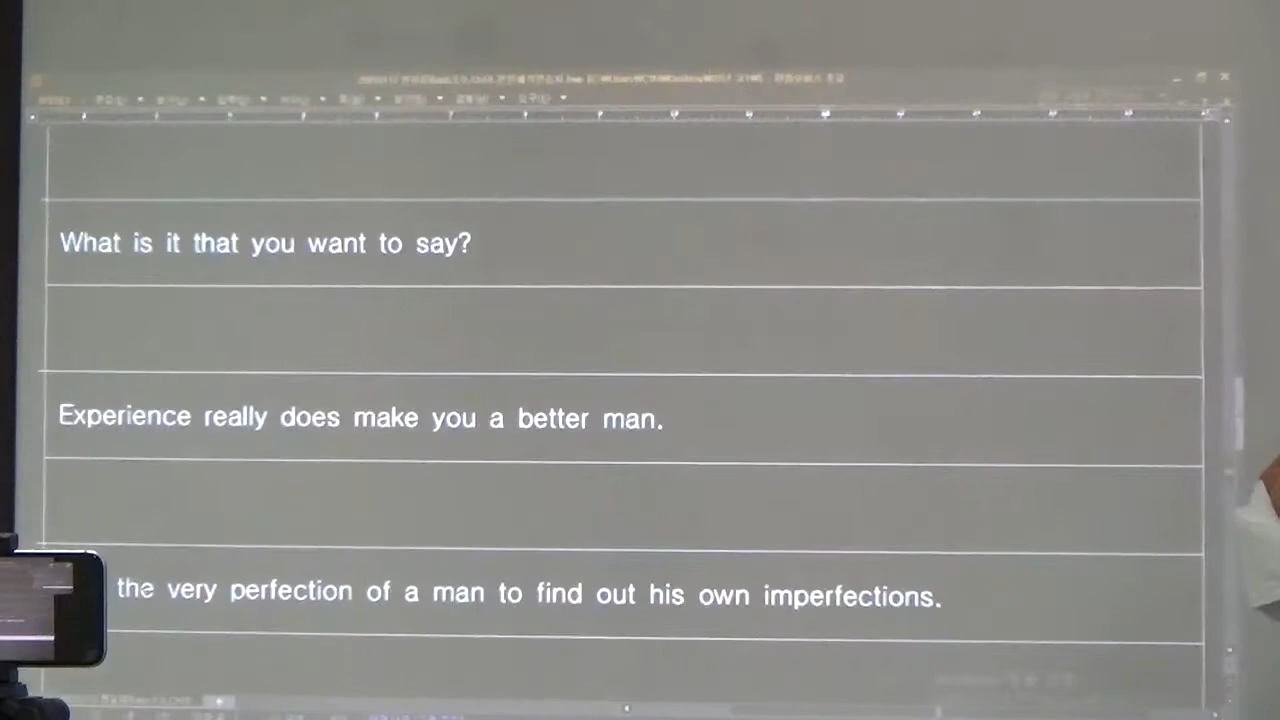 What is it that you want to say?
Experience really does make you a better man.
the very perfection of a man to find out his own imperfections.